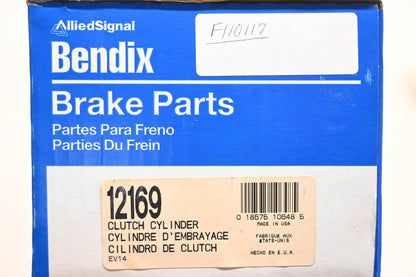 AlliedSignal
Bendix
F110117
Brake Parts
Partes Para Freno
Parties Du Frein
12169
CLUTCH CYLINDER
CYLINDRE D'EMBRAYAGE
CILINDRO DE CLUTCH
EV14
0 18575 10548 5
MADE IN USA
FABRIQUE AUX
ETATS-UNIS
HECHO EN E.U.A.